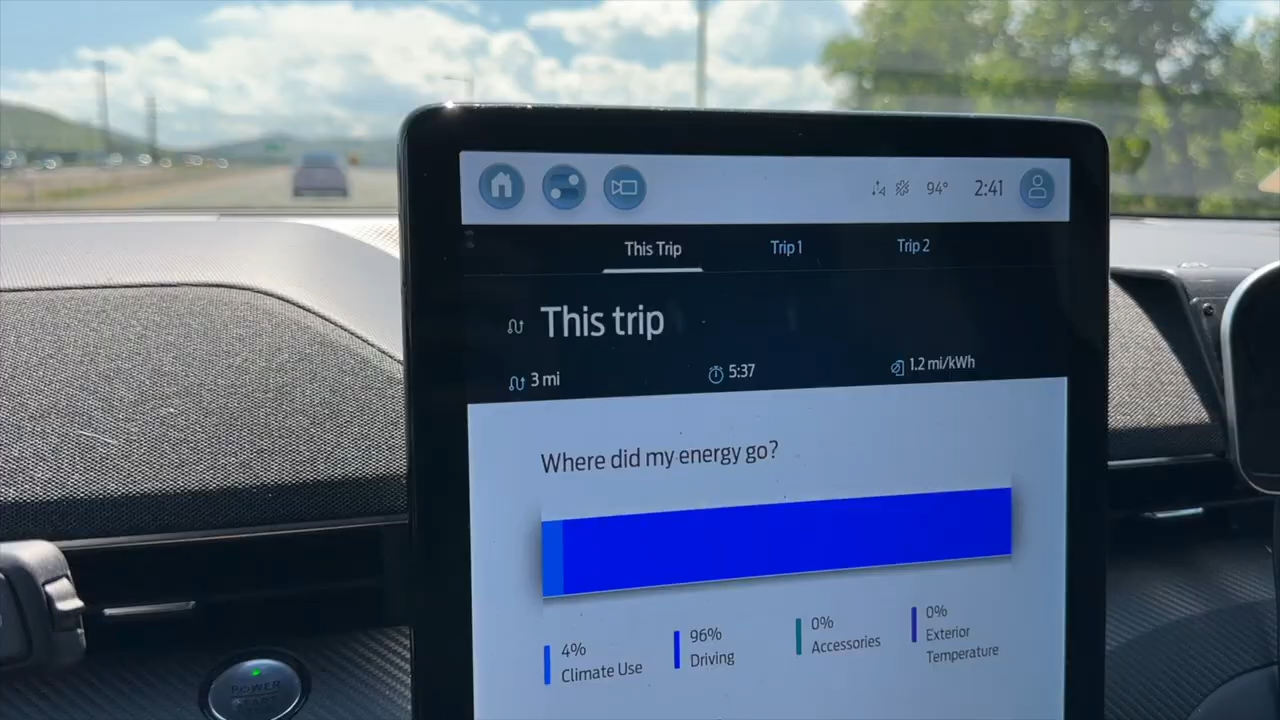 94°
2:41
This Trip
Trip 1
Trip 2
This trip
3 mi
5:37
1.2 mi/kWh
Where did my energy go?
4%
Climate Use
96%
Driving
0%
Accessories
0%
Exterior
Temperature
POWER